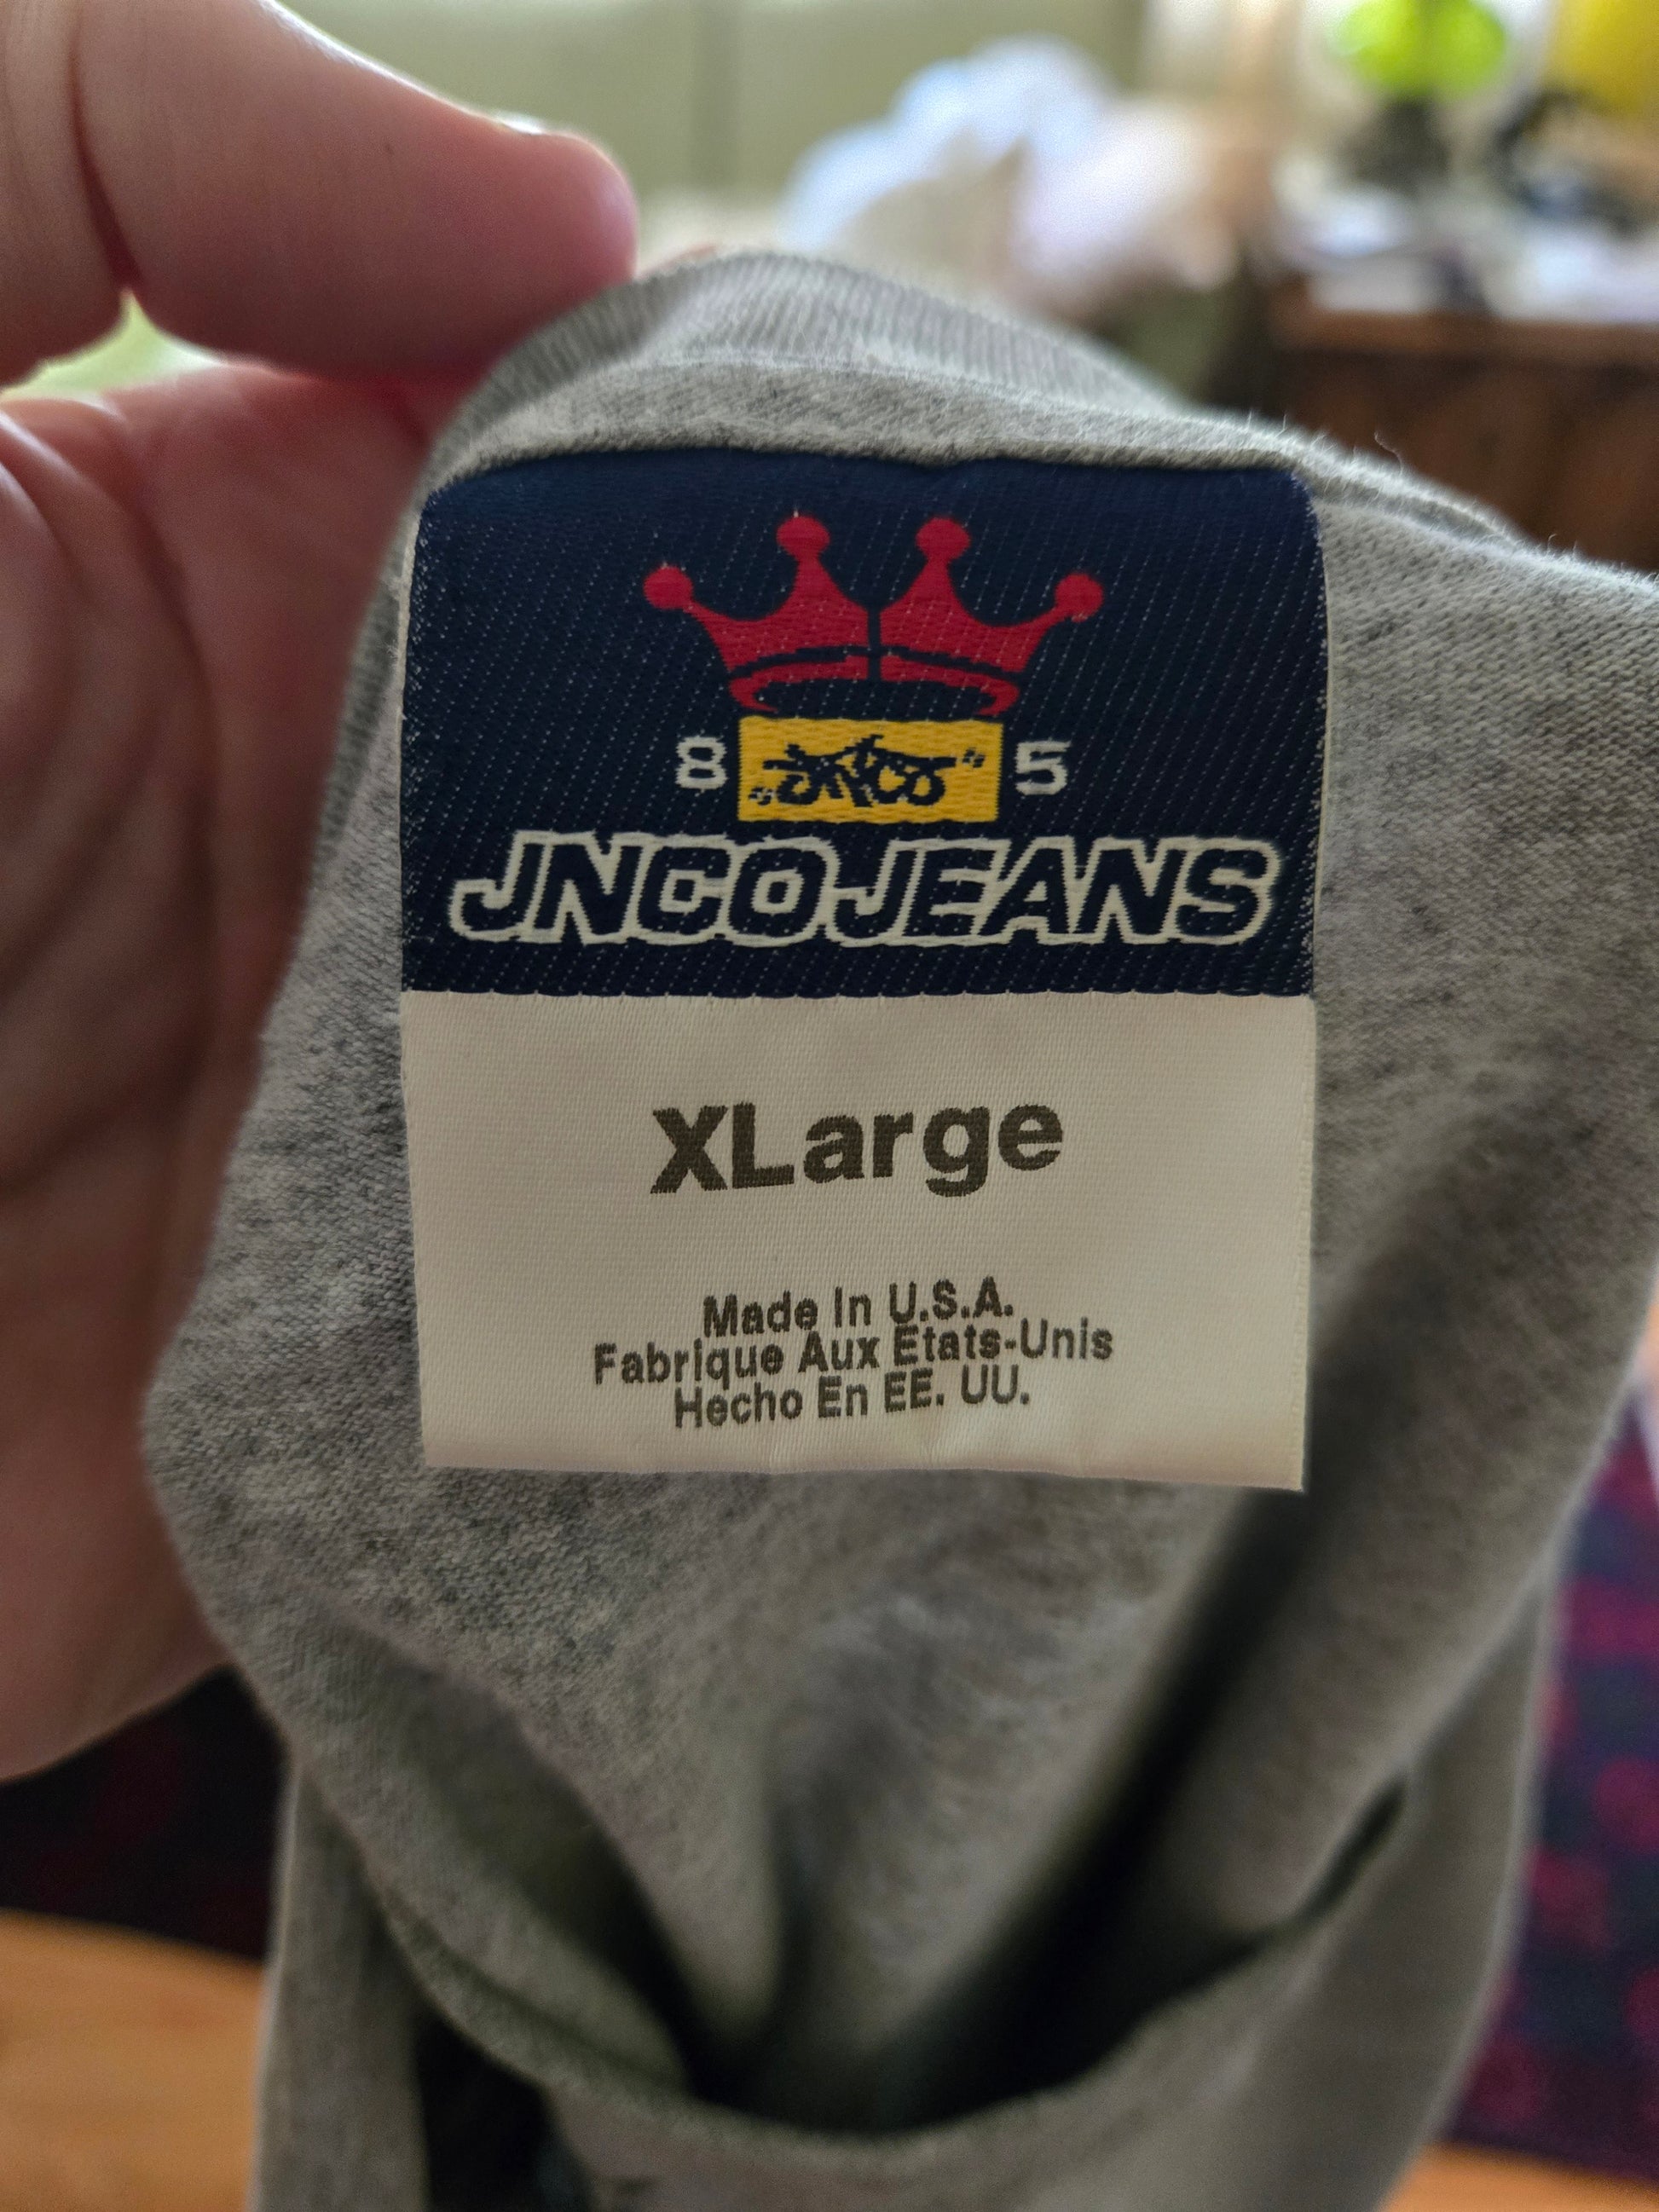 8 JNCO 5
JNCO JEANS
XLarge
Made In U.S.A.
Fabrique Aux Etats-Unis
Hecho En EE. UU.